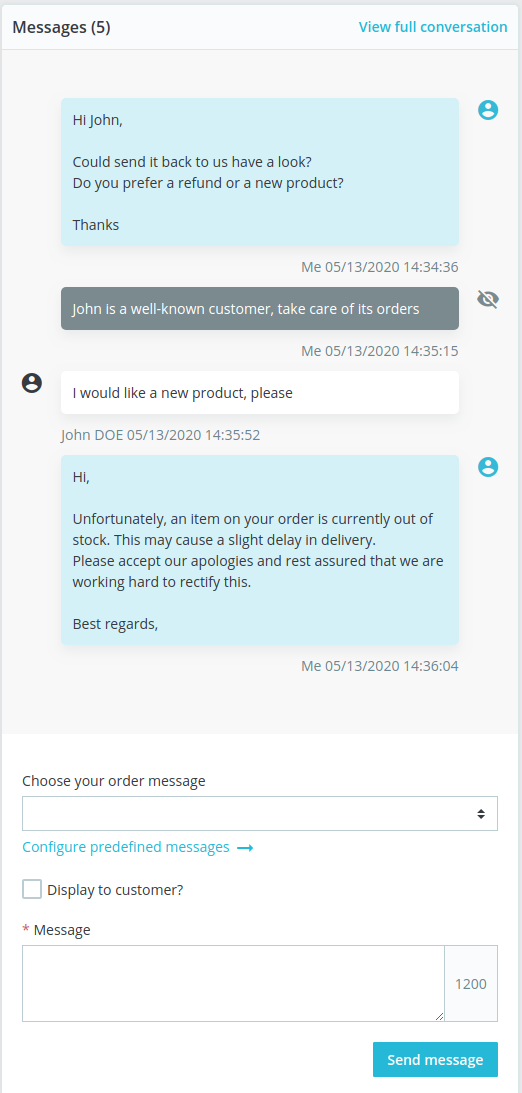 Messages (5)
View full conversation
Hi John,
Could send it back to us have a look?
Do you prefer a refund or a new product?
Thanks
Me 05/13/2020 14:34:36
John is a well-known customer, take care of its orders
Me 05/13/2020 14:35:15
I would like a new product, please
John DOE 05/13/2020 14:35:52
Hi,
Unfortunately, an item on your order is currently out of
stock. This may cause a slight delay in delivery.
Please accept our apologies and rest assured that we are
working hard to rectify this.
Best regards,
Me 05/13/2020 14:36:04
Choose your order message
Configure predefined messages →
Display to customer?
* Message
1200
Send message